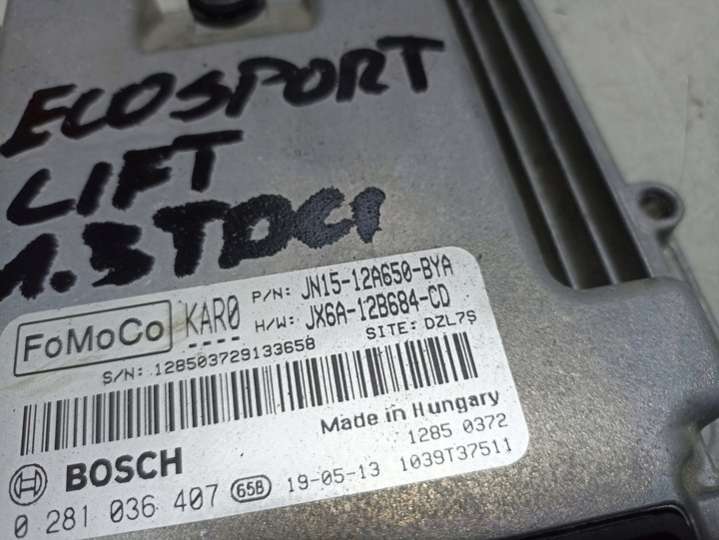 ECOSPORT
LIFT
1.5TDCI
FoMoCo KAR0 P/N: JN15-12A650-BYA
H/W: JX6A-12B684-CD
SITE: DZL7S
S/N: 128503729133658
Made in Hungary
BOSCH 1285 0372
0 281 036 407 65B 19-05-13 1039T37511